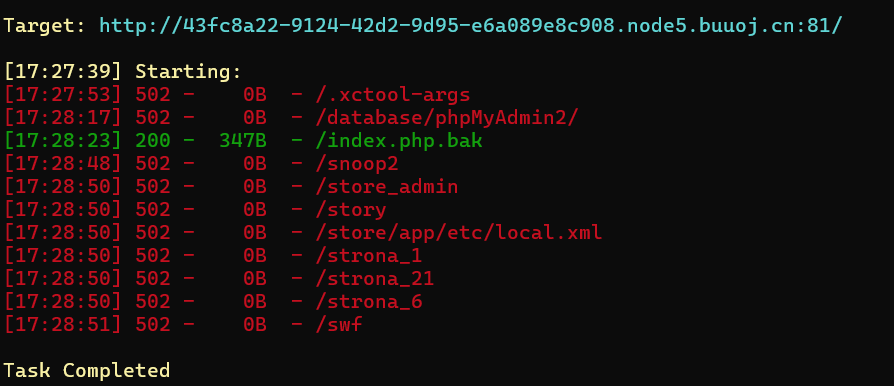 Target: http://43fc8a22-9124-42d2-9d95-e6a089e8c908.node5.buuoj.cn:81/
[17:27:39] Starting:
[17:27:53] 502 -    0B  - /.xctool-args
[17:28:17] 502 -    0B  - /database/phpMyAdmin2/
[17:28:23] 200 -  347B  - /index.php.bak
[17:28:48] 502 -    0B  - /snoop2
[17:28:50] 502 -    0B  - /store_admin
[17:28:50] 502 -    0B  - /story
[17:28:50] 502 -    0B  - /store/app/etc/local.xml
[17:28:50] 502 -    0B  - /strona_1
[17:28:50] 502 -    0B  - /strona_21
[17:28:50] 502 -    0B  - /strona_6
[17:28:51] 502 -    0B  - /swf
Task Completed